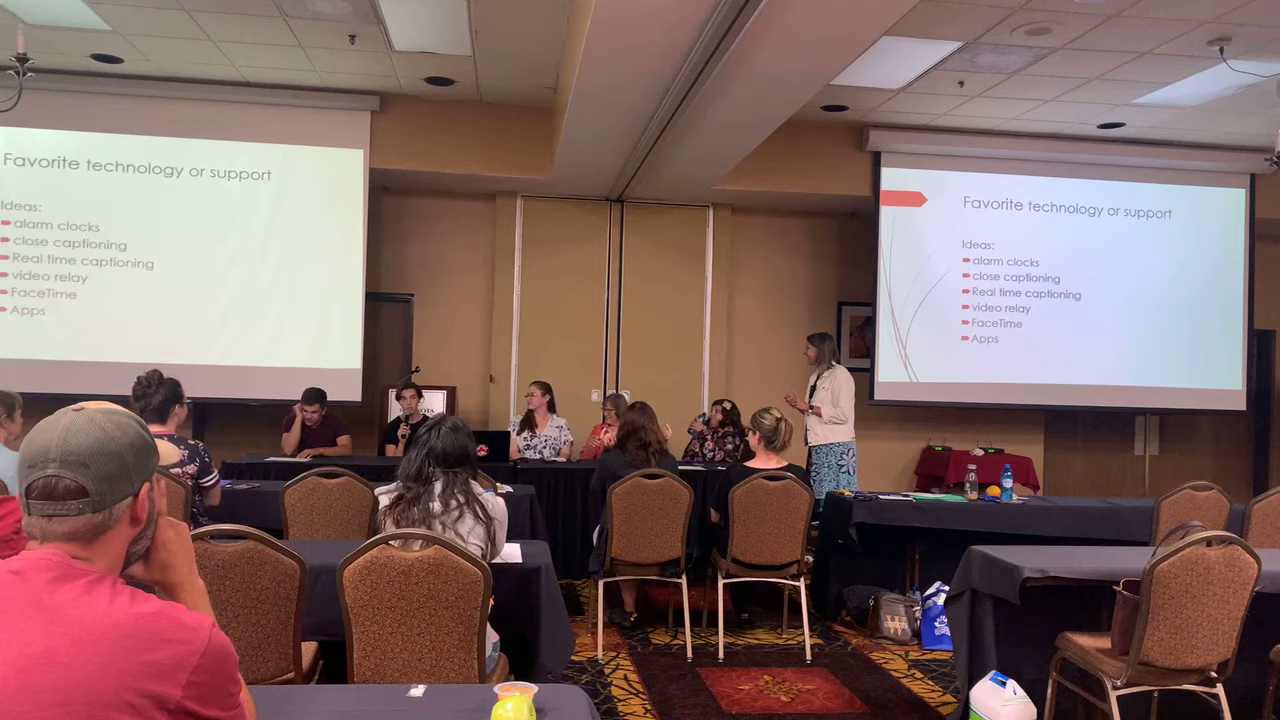 Favorite technology or support
Ideas:
alarm clocks
close captioning
Real time captioning
video relay
FaceTime
Apps
Favorite technology or support
Ideas:
alarm clocks
close captioning
Real time captioning
video relay
FaceTime
Apps